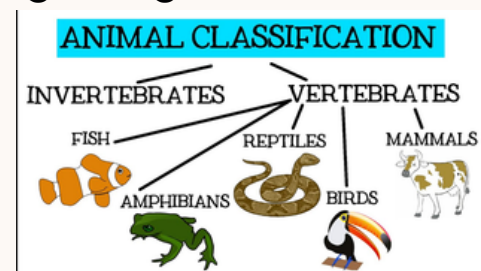 ANIMAL CLASSIFICATION
INVERTEBRATES
VERTEBRATES
FISH
REPTILES
MAMMALS
AMPHIBIANS
BIRDS